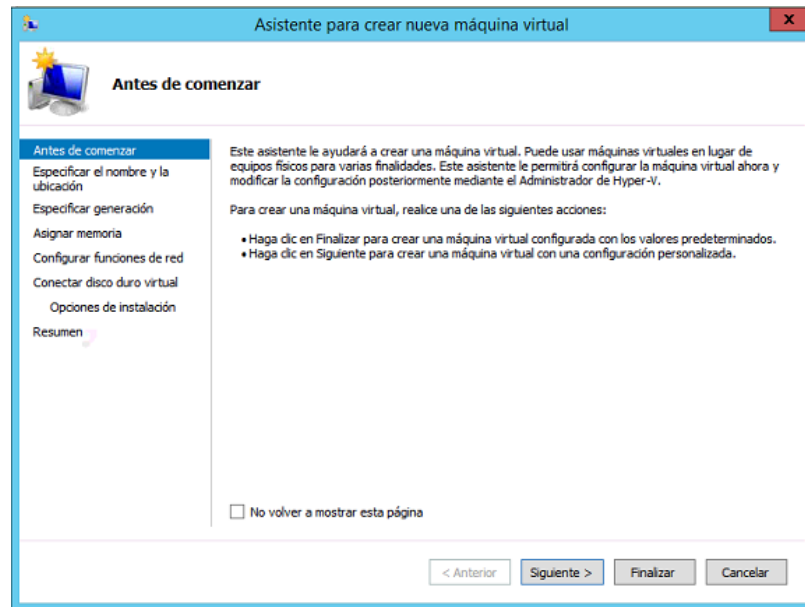 Asistente para crear nueva máquina virtual
x
Antes de comenzar
Antes de comenzar
Especificar el nombre y la
ubicación
Especificar generación
Asignar memoria
Configurar funciones de red
Conectar disco duro virtual
Opciones de instalación
Resumen
Este asistente le ayudará a crear una máquina virtual. Puede usar máquinas virtuales en lugar de
equipos físicos para varias finalidades. Este asistente le permitirá configurar la máquina virtual ahora y
modificar la configuración posteriormente mediante el Administrador de Hyper-V.
Para crear una máquina virtual, realice una de las siguientes acciones:
• Haga clic en Finalizar para crear una máquina virtual configurada con los valores predeterminados.
• Haga clic en Siguiente para crear una máquina virtual con una configuración personalizada.
No volver a mostrar esta página
< Anterior Siguiente > Finalizar Cancelar